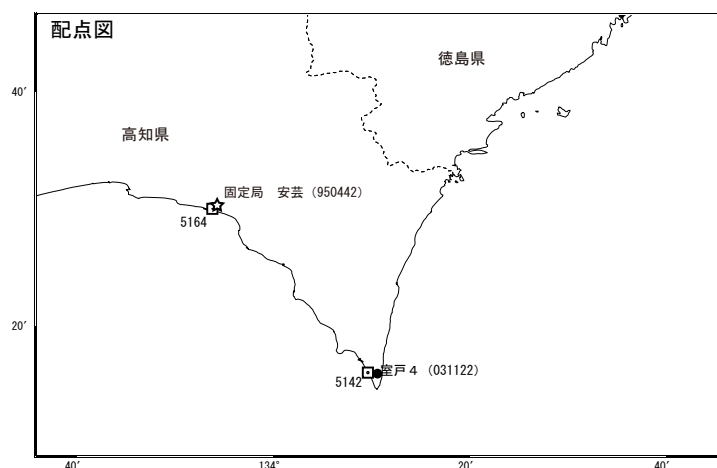 配点図
徳島県
40′
高知県
固定局 安芸（950442）
5164
20′
室戸４（031122）
5142
40′ 134° 20′ 40′